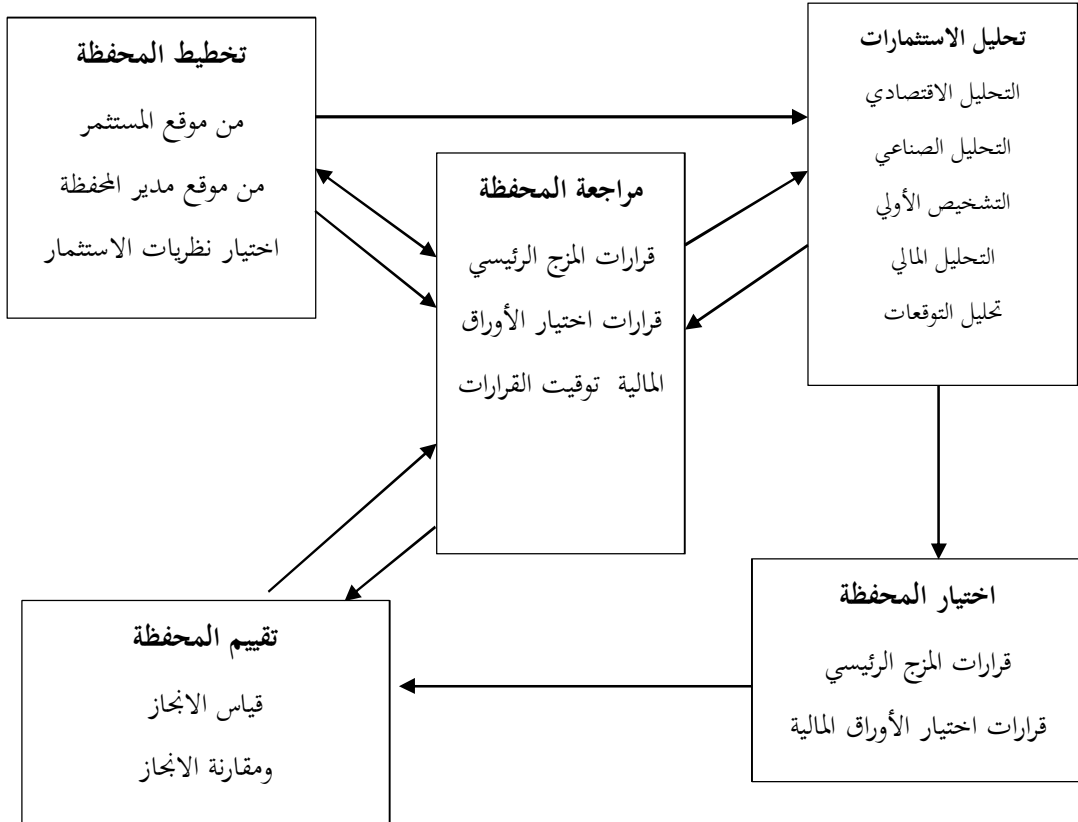 تخطيط المحفظة
من موقع المستثمر
من موقع مدير المحفظة
اختيار نظريات الاستثمار
تحليل الاستثمارات
التحليل الاقتصادي
التحليل الصناعي
التشخيص الأولي
التحليل المالي
تحليل التوقعات
مراجعة المحفظة
قرارات المزج الرئيسي
قرارات اختيار الأوراق
المالية توقيت القرارات
اختيار المحفظة
قرارات المزج الرئيسي
قرارات اختيار الأوراق المالية
تقييم المحفظة
قياس الانجاز
ومقارنة الانجاز